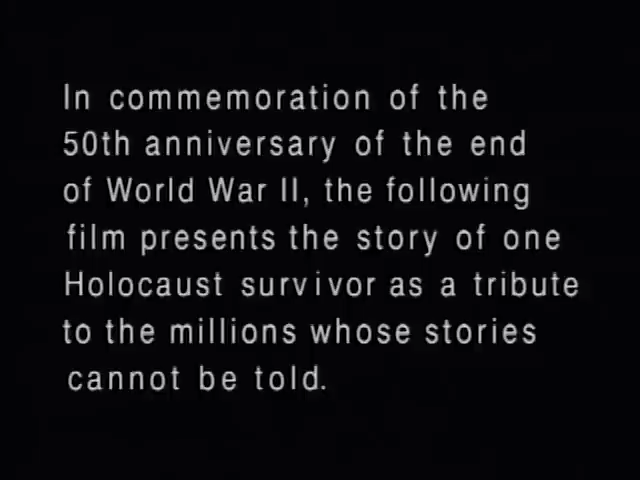 In commemoration of the
50th anniversary of the end
of World War II, the following
film presents the story of one
Holocaust survivor as a tribute
to the millions whose stories
cannot be told.